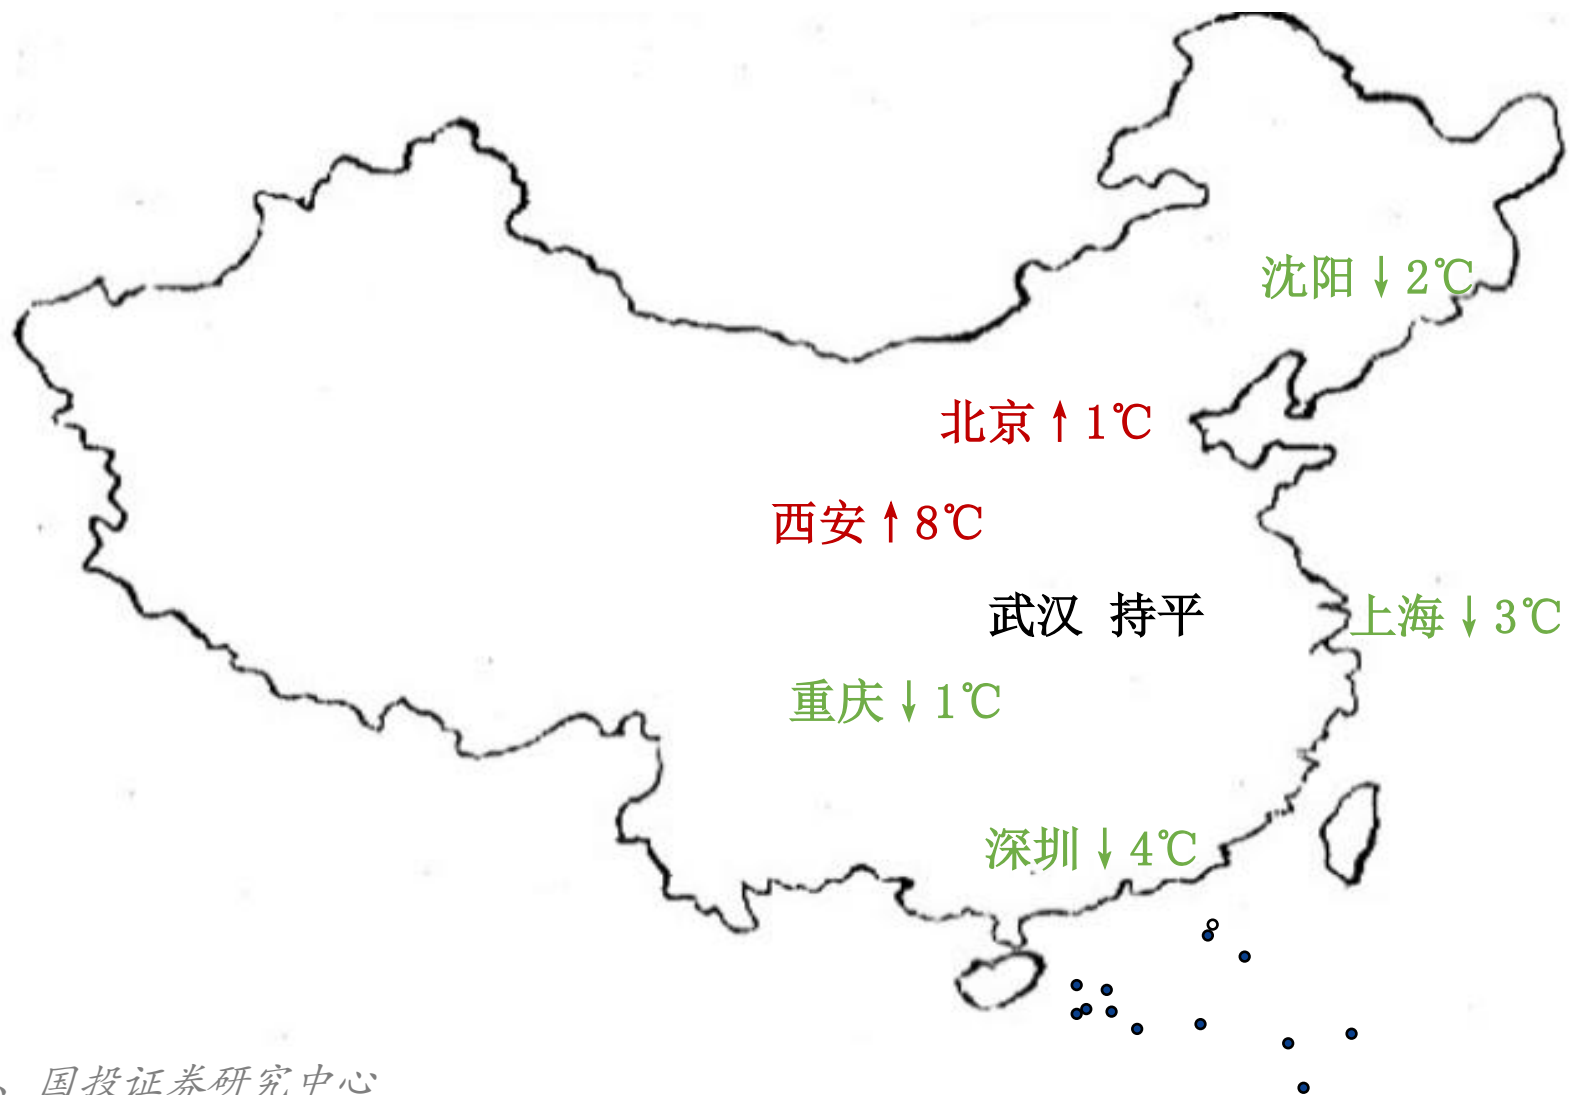 沈阳↓2℃
北京↑1℃
西安↑8℃
武汉 持平
上海↓3℃
重庆↓1℃
深圳↓4℃
、国投证券研究中心